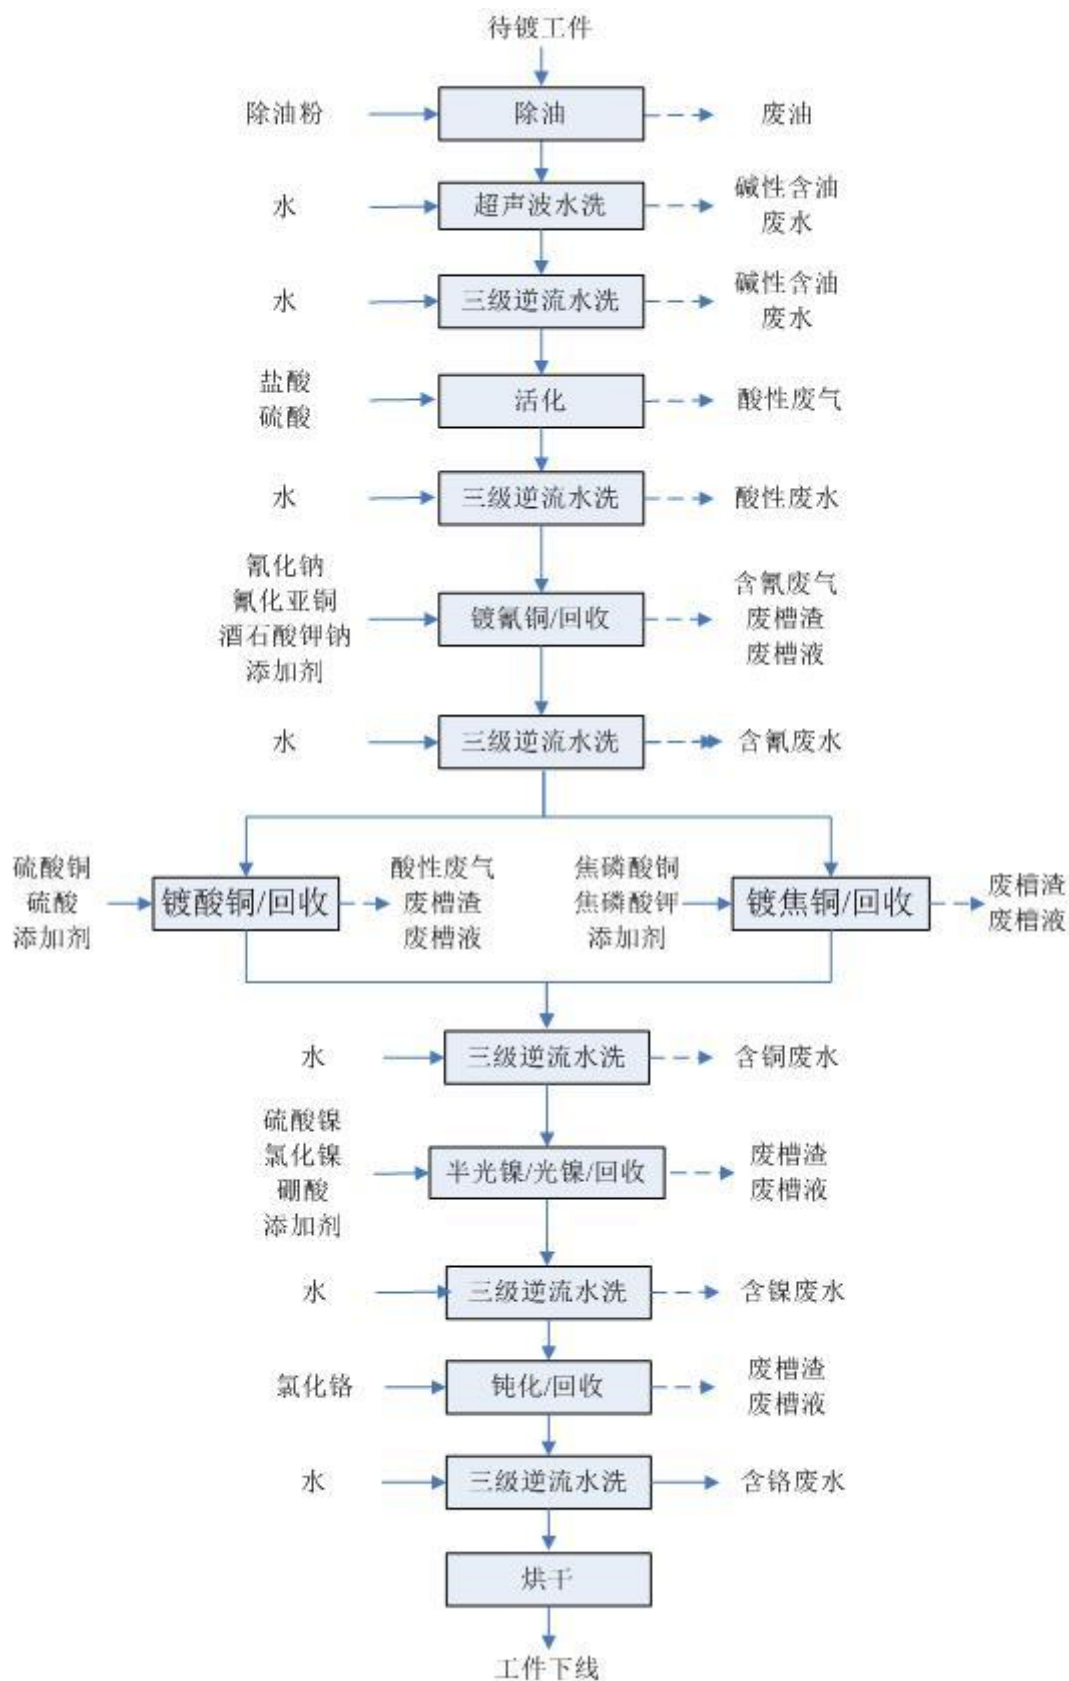 待镀工件
除油粉
除油
废油
水
超声波水洗
碱性含油
废水
水
三级逆流水洗
碱性含油
废水
盐酸
硫酸
活化
酸性废气
水
三级逆流水洗
酸性废水
氰化钠
氰化亚铜
酒石酸钾钠
添加剂
镀氰铜/回收
含氰废气
废槽渣
废槽液
水
三级逆流水洗
含氰废水
硫酸铜
硫酸
添加剂
镀酸铜/回收
酸性废气
废槽渣
废槽液
焦磷酸铜
焦磷酸钾
添加剂
镀焦铜/回收
废槽渣
废槽液
水
三级逆流水洗
含铜废水
硫酸镍
氯化镍
硼酸
添加剂
半光镍/光镍/回收
废槽渣
废槽液
水
三级逆流水洗
含镍废水
氯化铬
钝化/回收
废槽渣
废槽液
水
三级逆流水洗
含铬废水
烘干
工件下线